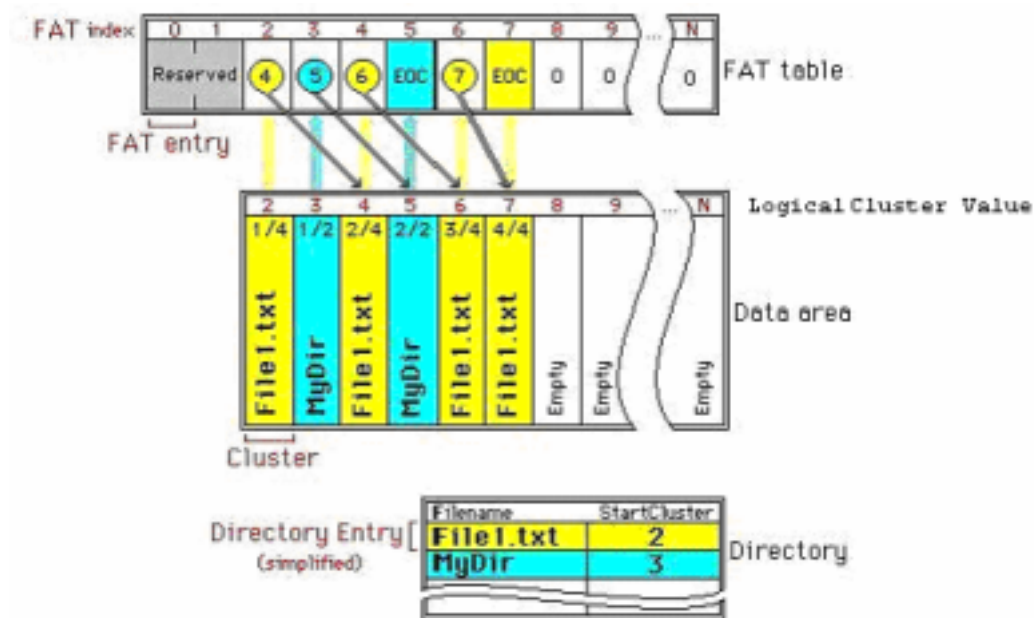 FAT index 0 1 2 3 4 5 6 7 8 9 ... N
Reserved 4 5 6 EOC 7 EOC 0 0 0 FAT table
FAT entry
2 3 4 5 6 7 8 9 ... N Logical Cluster Value
1/4 1/2 2/4 2/2 3/4 4/4
File1.txt MyDir File1.txt MyDir File1.txt File1.txt Empty Empty Empty Data area
Cluster
Filename StartCluster
Directory Entry File1.txt 2 Directory
(simplified) MyDir 3